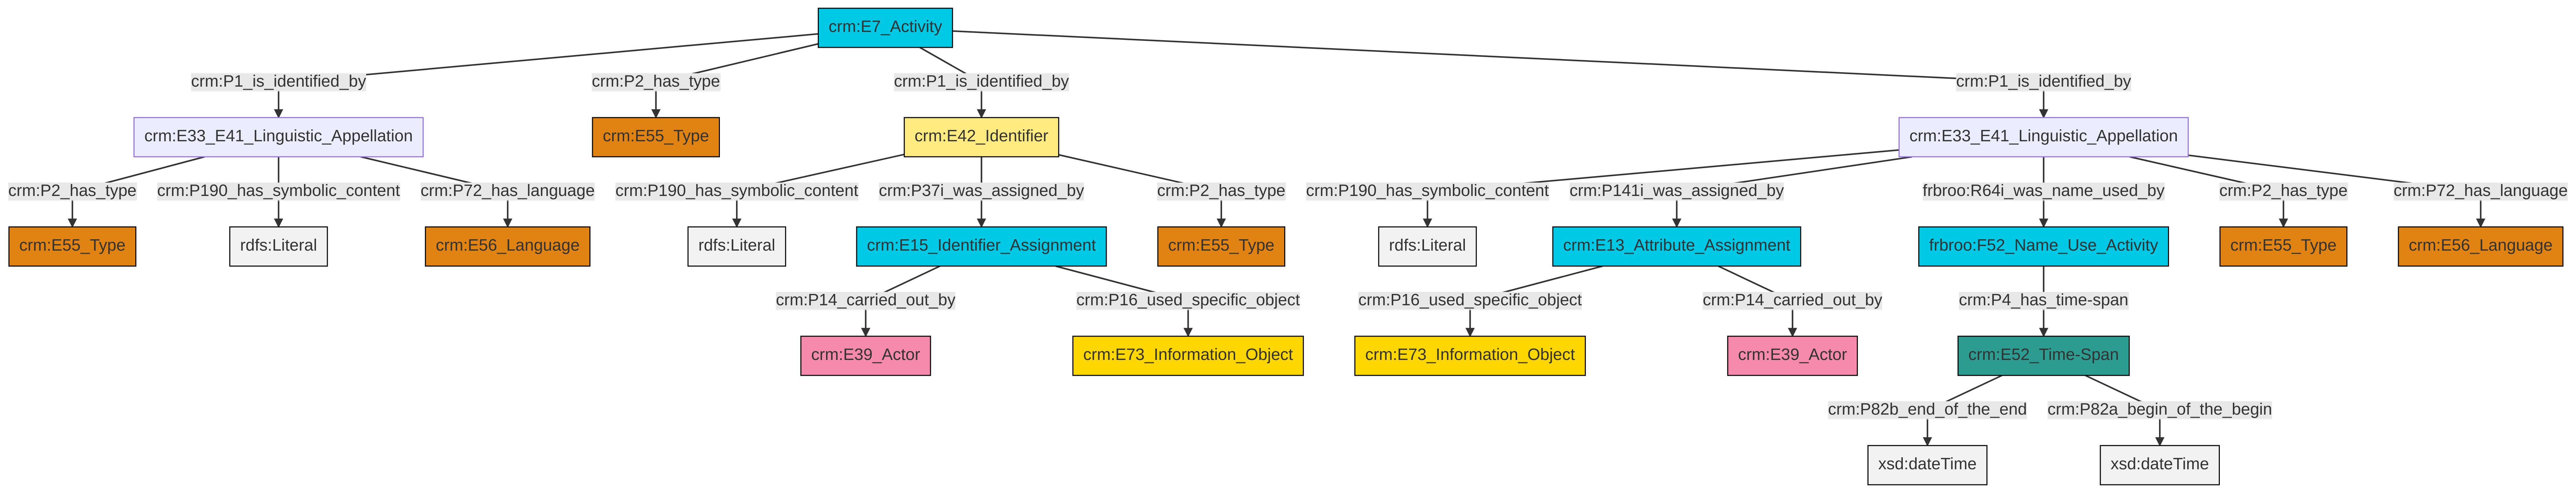 crm:E7_Activity
crm:P1_is_identified_by
crm:P2_has_type
crm:P1_is_identified_by
crm:P1_is_identified_by
crm:E33_E41_Linguistic_Appellation
crm:E55_Type
crm:E42_Identifier
crm:E33_E41_Linguistic_Appellation
crm:P2_has_type
crm:P190_has_symbolic_content
crm:P72_has_language
crm:P190_has_symbolic_content
crm:P37i_was_assigned_by
crm:P2_has_type
crm:P190_has_symbolic_content
crm:P141i_was_assigned_by
frbroo:R64i_was_name_used_by
crm:P2_has_type
crm:P72_has_language
crm:E55_Type
rdfs:Literal
crm:E56_Language
rdfs:Literal
crm:E15_Identifier_Assignment
crm:E55_Type
rdfs:Literal
crm:E13_Attribute_Assignment
frbroo:F52_Name_Use_Activity
crm:E55_Type
crm:E56_Language
crm:P14_carried_out_by
crm:P16_used_specific_object
crm:P16_used_specific_object
crm:P14_carried_out_by
crm:P4_has_time-span
crm:E39_Actor
crm:E73_Information_Object
crm:E73_Information_Object
crm:E39_Actor
crm:E52_Time-Span
crm:P82b_end_of_the_end
crm:P82a_begin_of_the_begin
xsd:dateTime
xsd:dateTime